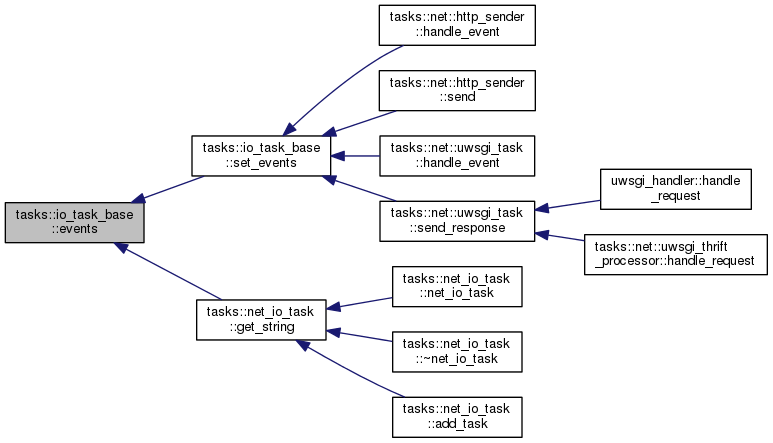 tasks::net::http_sender
::handle_event
tasks::net::http_sender
::send
tasks::io_task_base
::set_events
tasks::net::uwsgi_task
::handle_event
uwsgi_handler::handle
_request
tasks::io_task_base
::events
tasks::net::uwsgi_task
::send_response
tasks::net::uwsgi_thrift
_processor::handle_request
tasks::net_io_task
::net_io_task
tasks::net_io_task
::get_string
tasks::net_io_task
::~net_io_task
tasks::net_io_task
::add_task